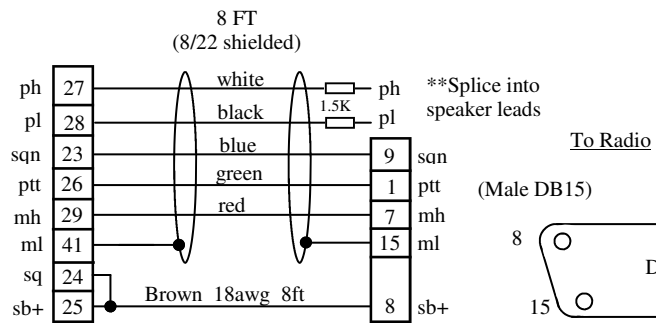 8 FT
(8/22 shielded)
ph 27 white ph **Splice into
1.5K speaker leads
pl 28 black pl
To Radio
sqn 23 blue 9 sqn
ptt 26 green 1 ptt (Male DB15)
mh 29 red 7 mh
ml 41 15 ml 8 D
sq 24
sb+ 25 Brown 18awg 8ft 8 sb+ 15